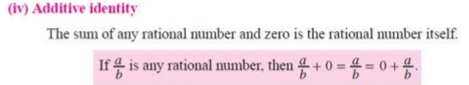 (iv) Additive identity
The sum of any rational number and zero is the rational number itself.
If a/b is any rational number, then a/b + 0 = a/b = 0 + a/b.